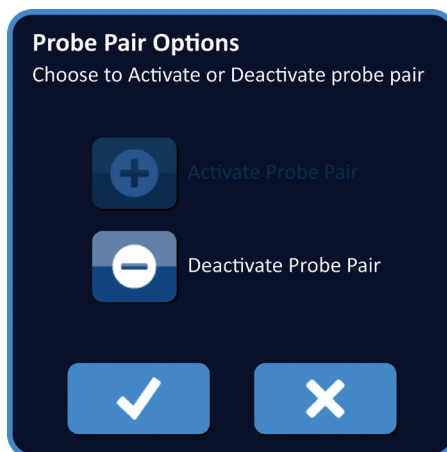 Probe Pair Options
Choose to Activate or Deactivate probe pair
Activate Probe Pair
Deactivate Probe Pair